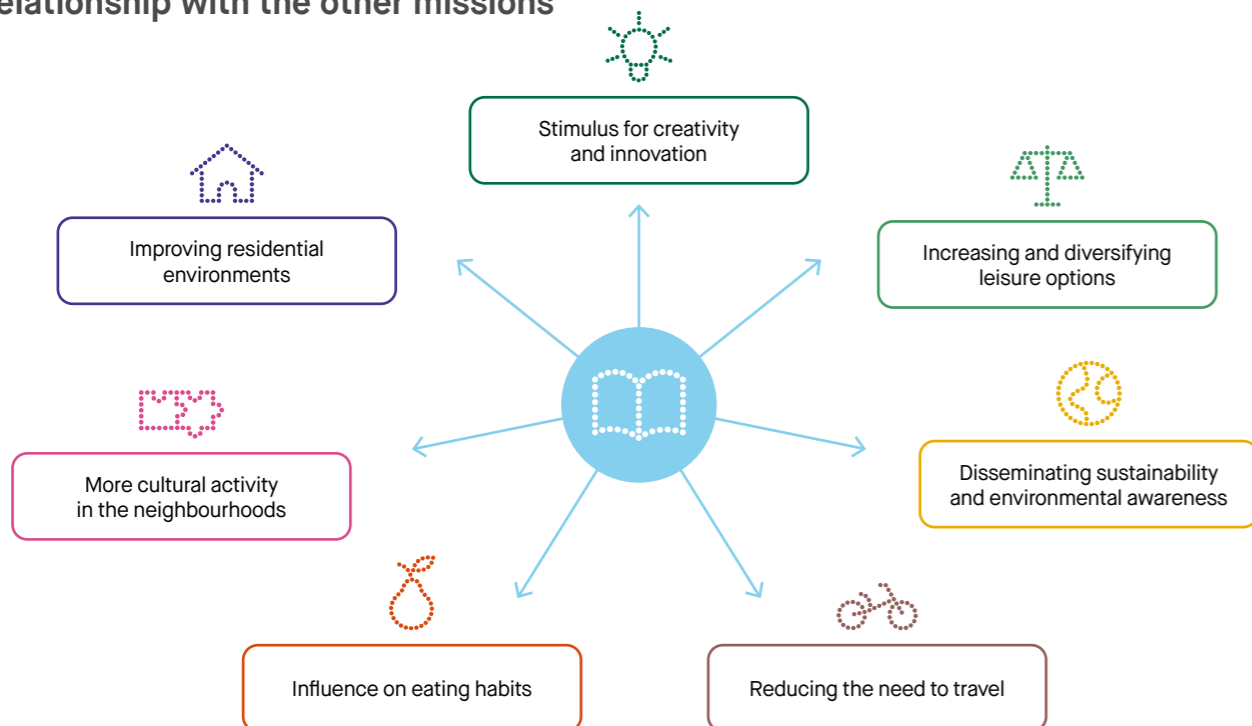 elationship with the other missions
Stimulus for creativity
and innovation
Improving residential
environments
Increasing and diversifying
leisure options
More cultural activity
in the neighbourhoods
Disseminating sustainability
and environmental awareness
Influence on eating habits
Reducing the need to travel